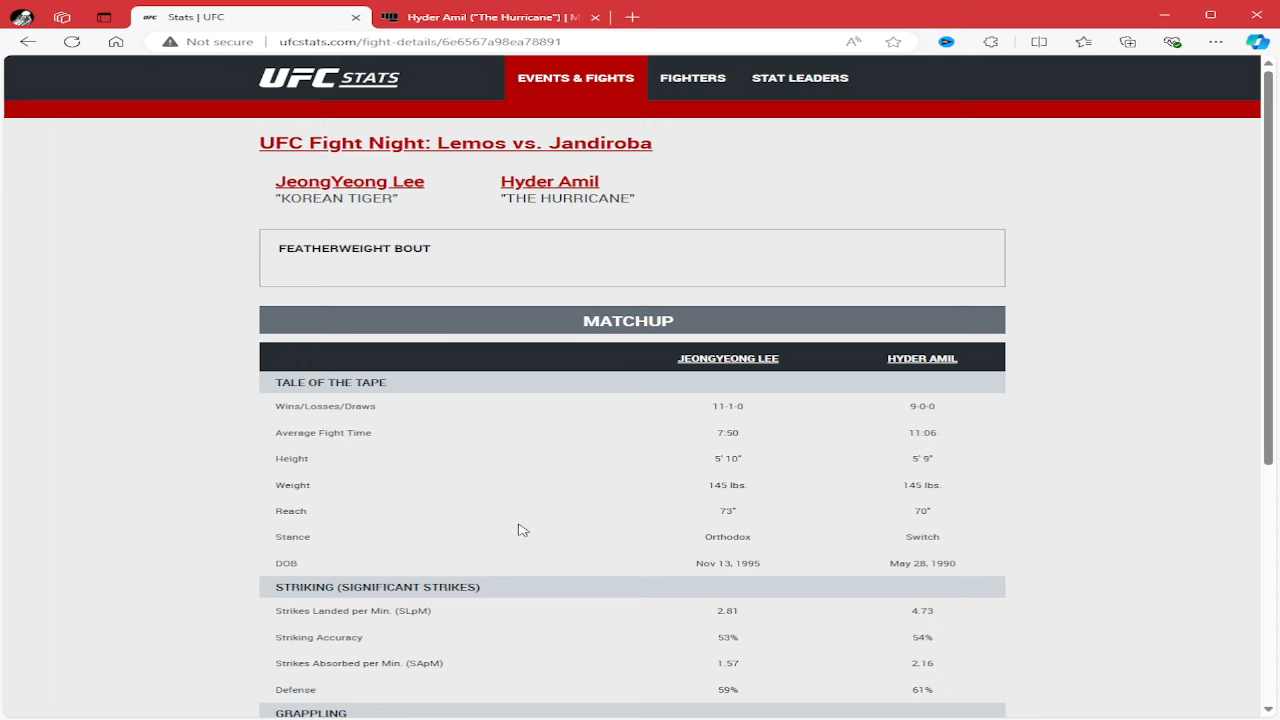 Stats | UFC
Hyder Amil ("The Hurricane") | M
Not secure | ufcstats.com/fight-details/6e6567a98ea78891
UFC STATS
EVENTS & FIGHTS
FIGHTERS
STAT LEADERS
UFC Fight Night: Lemos vs. Jandiroba
JeongYeong Lee Hyder Amil
"KOREAN TIGER" "THE HURRICANE"
FEATHERWEIGHT BOUT
MATCHUP
JEONGYEONG LEE HYDER AMIL
TALE OF THE TAPE
Wins/Losses/Draws 11-1-0 9-0-0
Average Fight Time 7:50 11:06
Height 5' 10" 5' 9"
Weight 145 lbs. 145 lbs.
Reach 73" 70"
Stance Orthodox Switch
DOB Nov 13, 1995 May 28, 1990
STRIKING (SIGNIFICANT STRIKES)
Strikes Landed per Min. (SLpM) 2.81 4.73
Striking Accuracy 53% 54%
Strikes Absorbed per Min. (SApM) 1.57 2.16
Defense 59% 61%
GRAPPLING